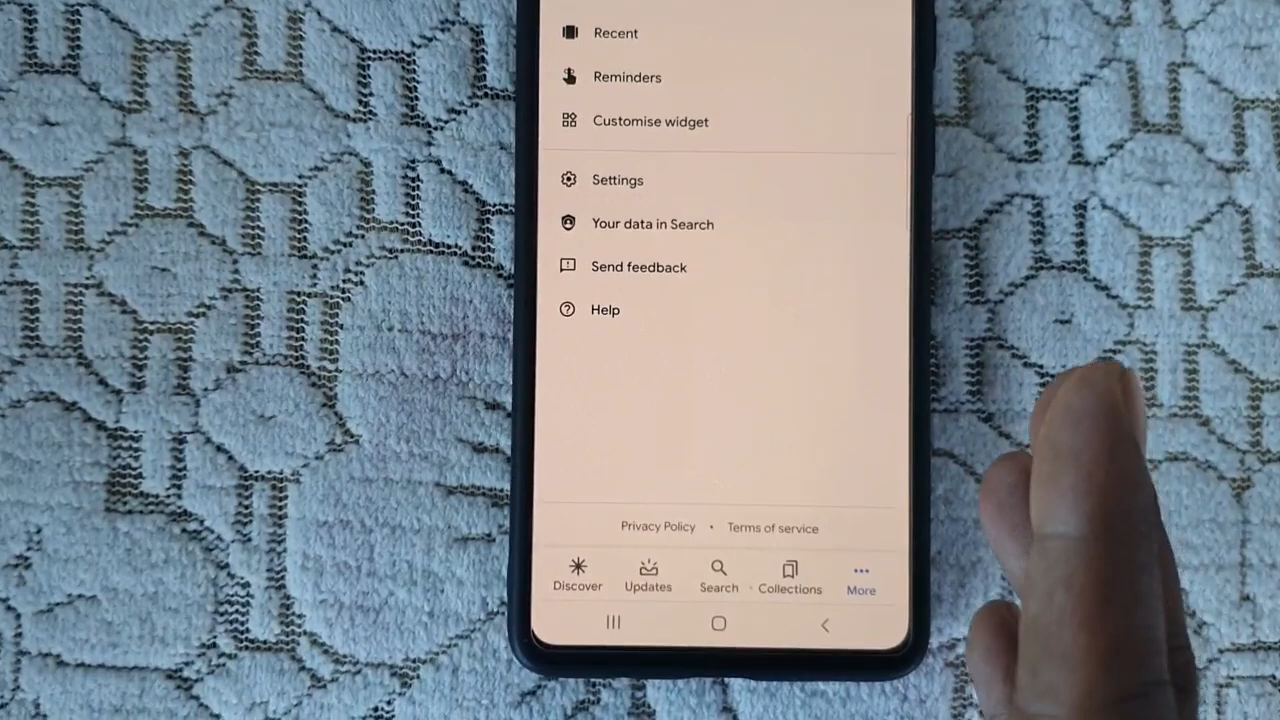 Recent
Reminders
Customise widget
Settings
Your data in Search
Send feedback
Help
Privacy Policy • Terms of service
Discover Updates Search Collections More